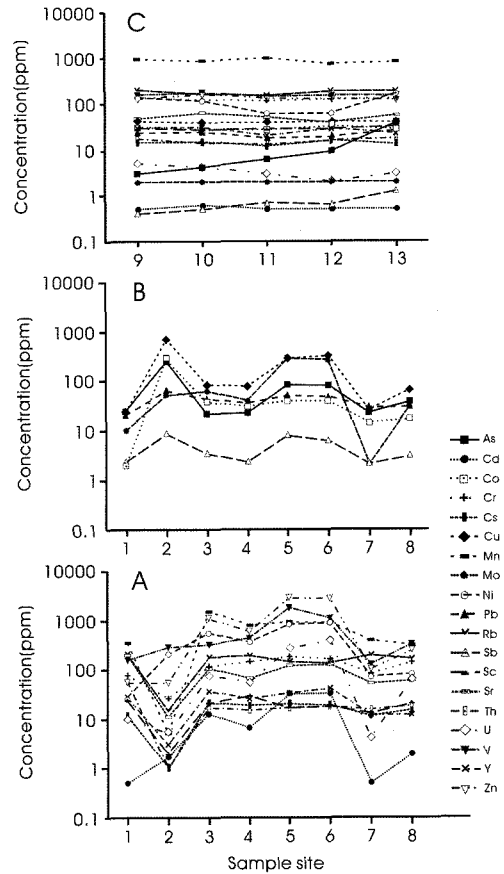 C
Concentration(ppm)
10000
1000
100
10
1
0.1
9 10 11 12 13
B
Concentration(ppm)
10000
1000
100
10
1
0.1
1 2 3 4 5 6 7 8
A
Concentration(ppm)
10000
1000
100
10
1
0.1
1 2 3 4 5 6 7 8
Sample site
As
Cd
Co
Cr
Cs
Cu
Mn
Mo
Ni
Pb
Rb
Sb
Sc
Sr
Th
U
V
Y
Zn